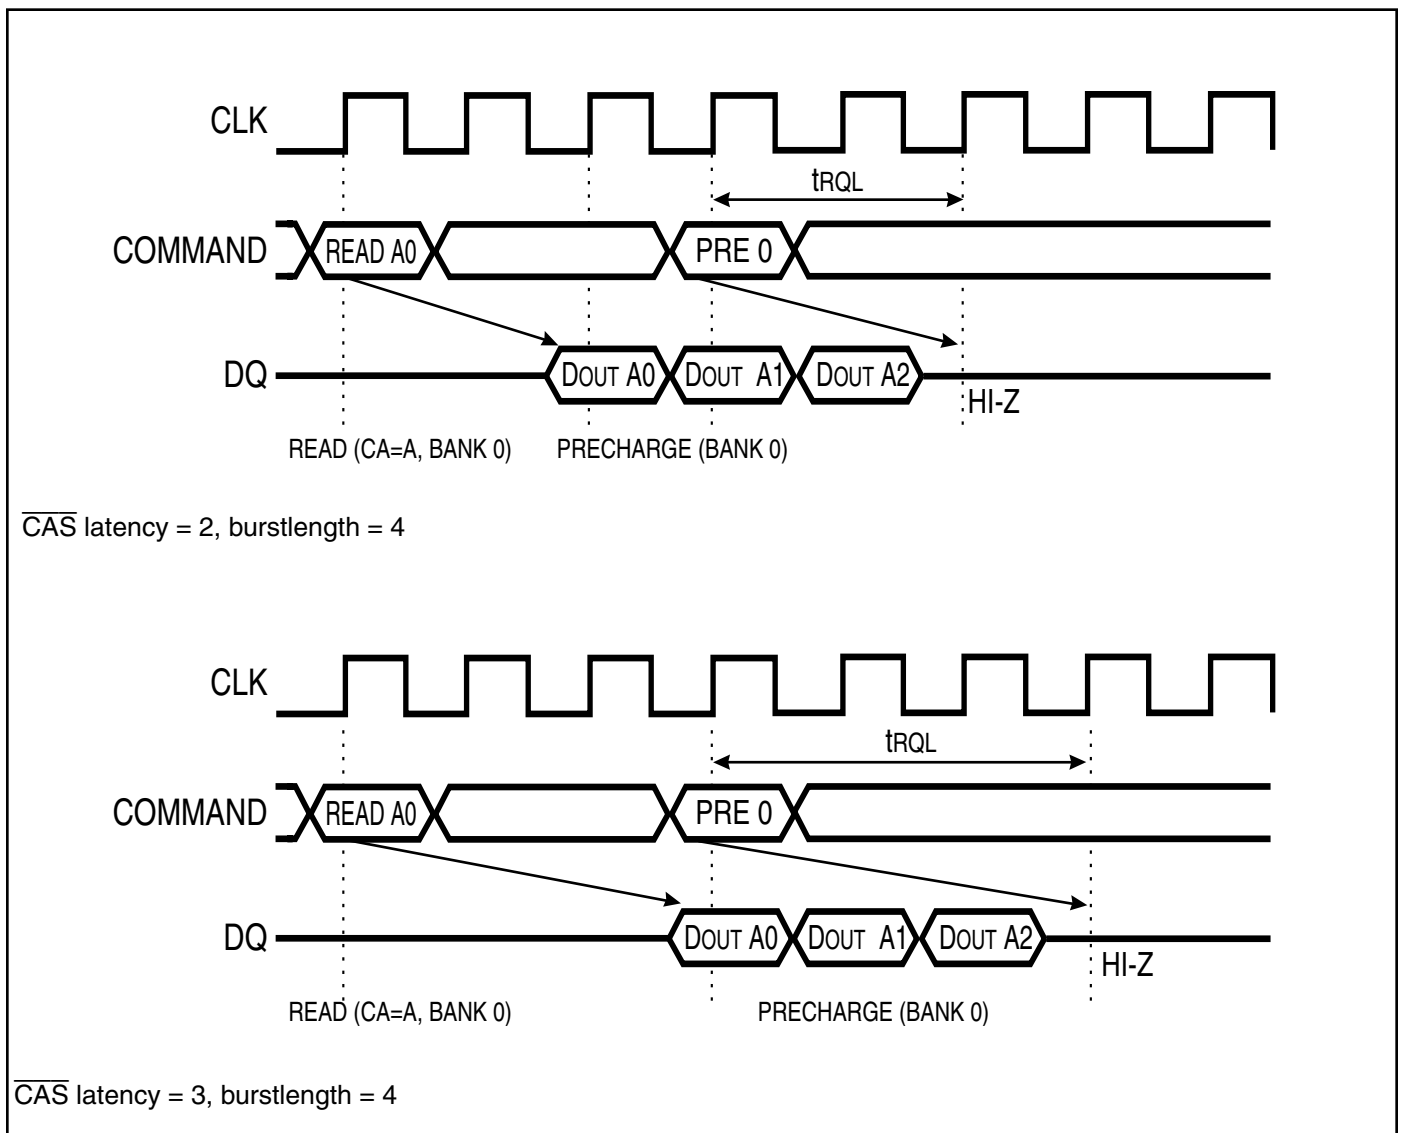 CLK
tRQL
COMMAND
READ A0
PRE 0
DQ
DOUT A0
DOUT A1
DOUT A2
HI-Z
READ (CA=A, BANK 0)
PRECHARGE (BANK 0)
CAS latency = 2, burstlength = 4
CLK
tRQL
COMMAND
READ A0
PRE 0
DQ
DOUT A0
DOUT A1
DOUT A2
HI-Z
READ (CA=A, BANK 0)
PRECHARGE (BANK 0)
CAS latency = 3, burstlength = 4